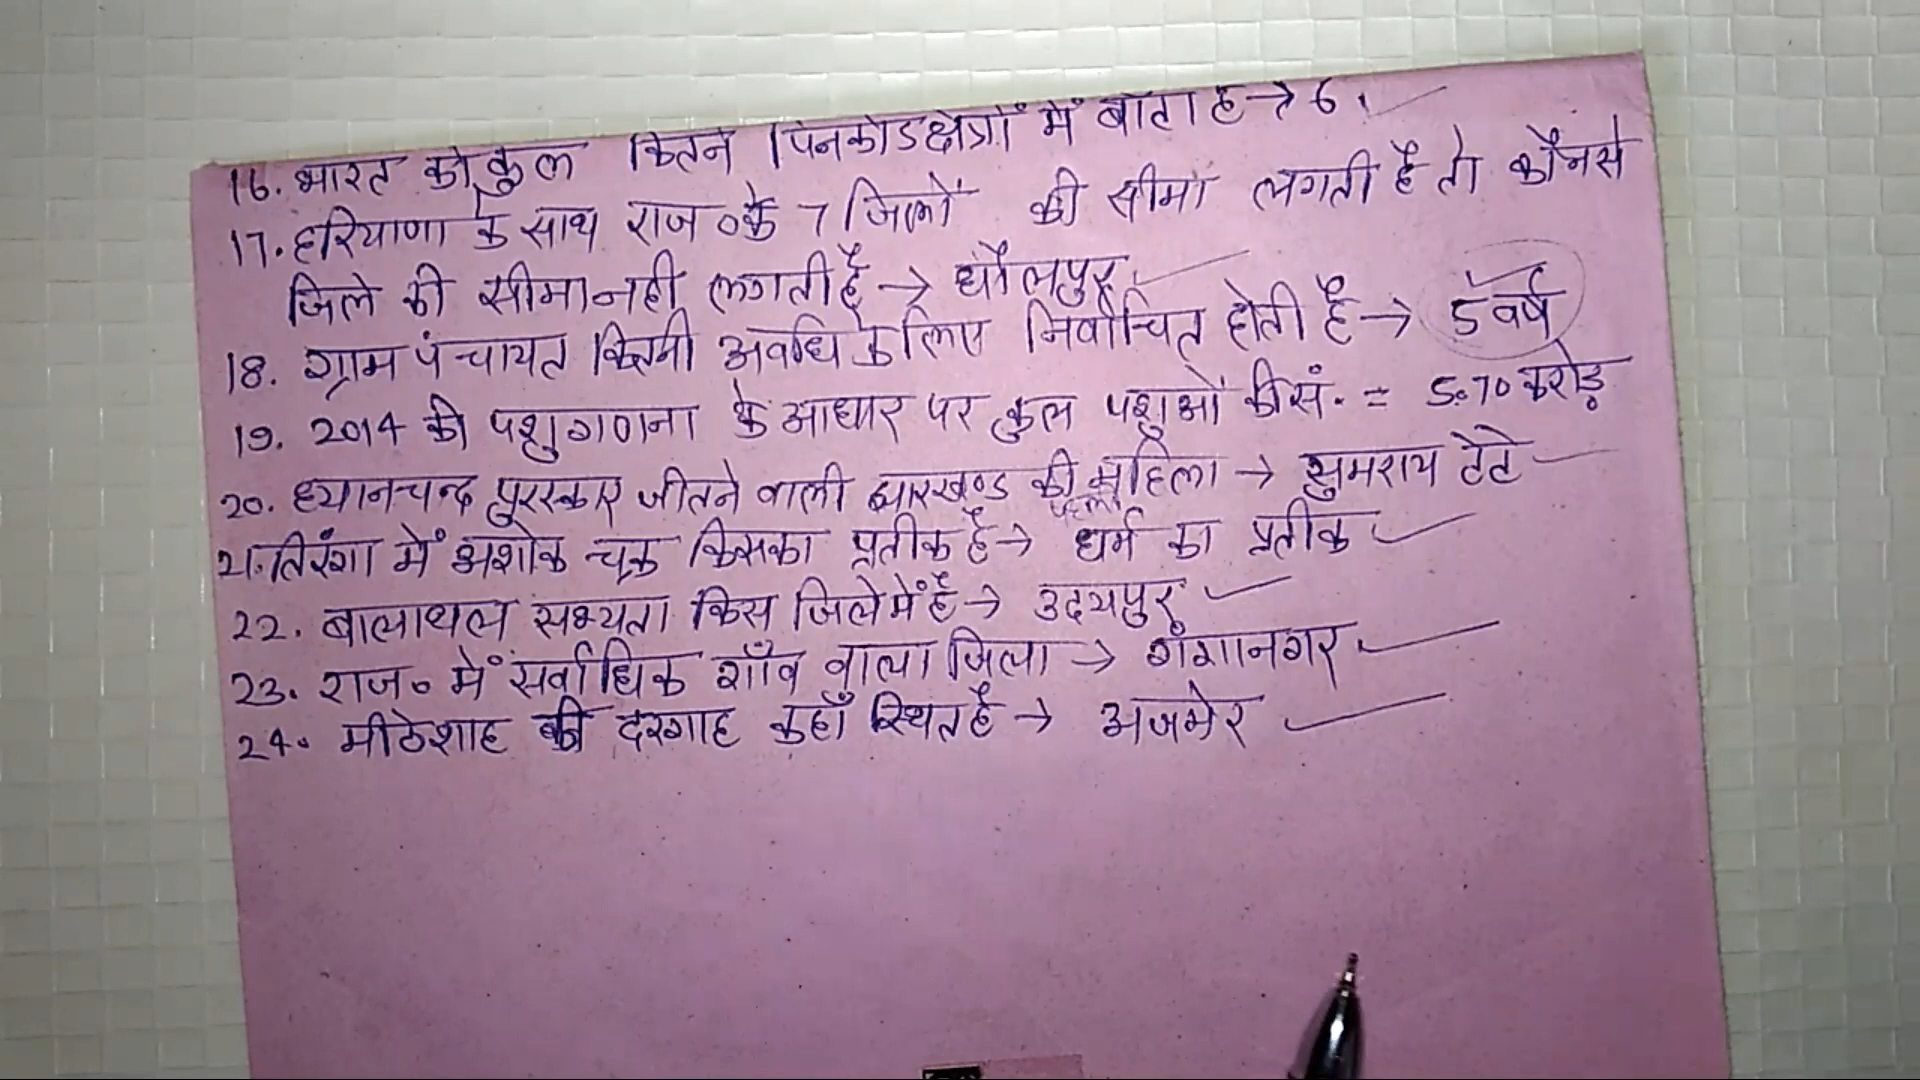 16. भारत को कुल कितने पिनकोड क्षेत्रों में बाँटा है → 6.
17. हरियाणा के साथ राज० के 7 जिलों की सीमा लगती है तो कौनसे
जिले की सीमा नही लगती है → धौलपुर
18. ग्राम पंचायत कितनी अवधि के लिए निर्वाचित होती है → 5 वर्ष
19. 2014 की पशुगणना के आधार पर कुल पशुओं की सं. = 5.70 करोड़
20. ध्यानचन्द पुरस्कार जीतने वाली झारखण्ड की पहली महिला → सुमराय टेटे
21. तिरंगा में अशोक चक्र किसका प्रतीक है → धर्म का प्रतीक
22. बालाथल सभ्यता किस जिले में है → उदयपुर
23. राज० में सर्वाधिक गाँव वाला जिला → गंगानगर
24. मीठेशाह की दरगाह कहाँ स्थित है → अजमेर